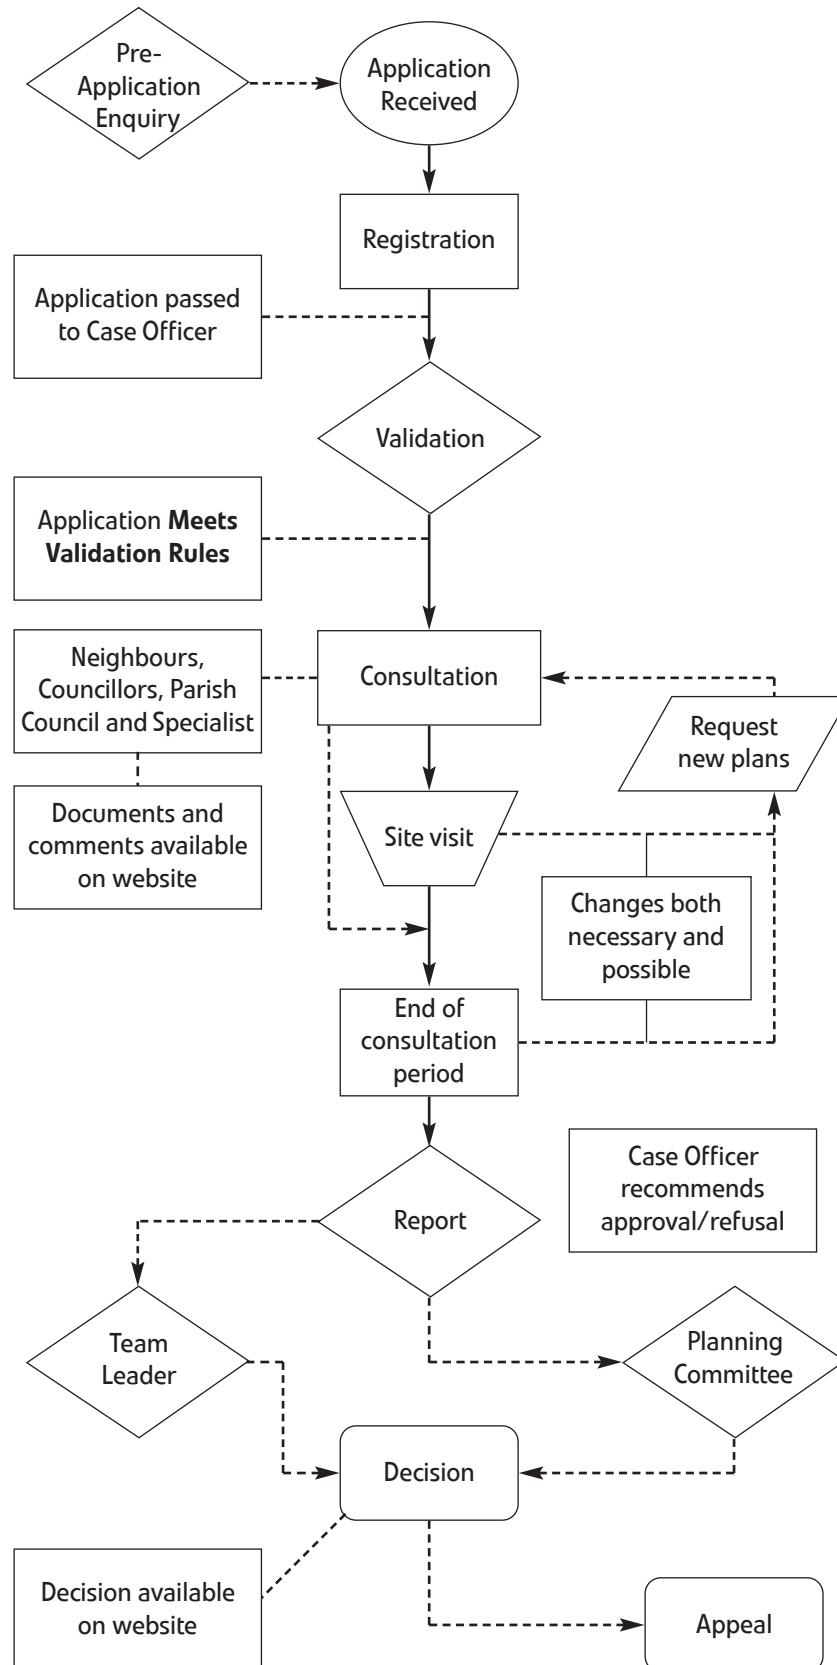 Pre-
Application
Enquiry
Application
Received
Registration
Application passed
to Case Officer
Validation
Application Meets
Validation Rules
Neighbours,
Councillors, Parish
Council and Specialist
Consultation
Request
new plans
Documents and
comments available
on website
Site visit
Changes both
necessary and
possible
End of
consultation
period
Case Officer
recommends
approval/refusal
Report
Team
Leader
Planning
Committee
Decision
Decision available
on website
Appeal